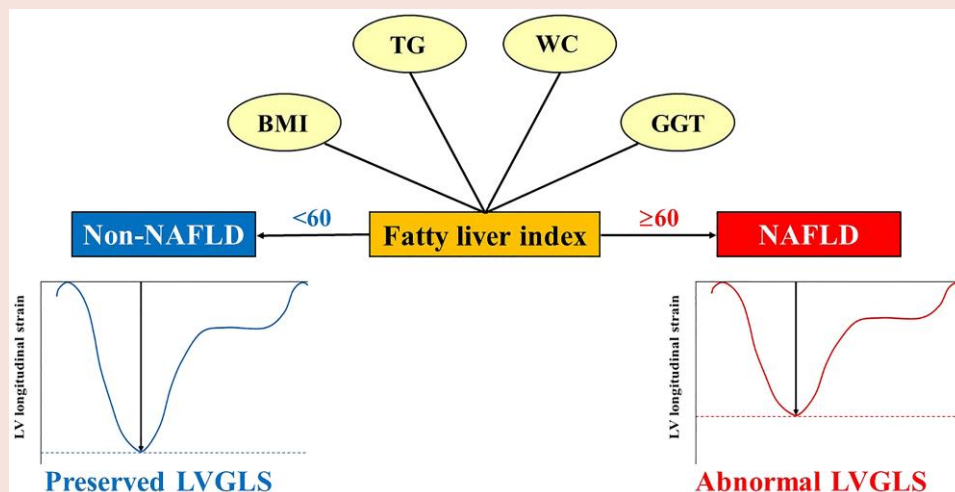 TG
WC
BMI
GGT
<60
≥60
Non-NAFLD
Fatty liver index
NAFLD
LV longitudinal strain
LV longitudinal strain
Preserved LVGLS
Abnormal LVGLS